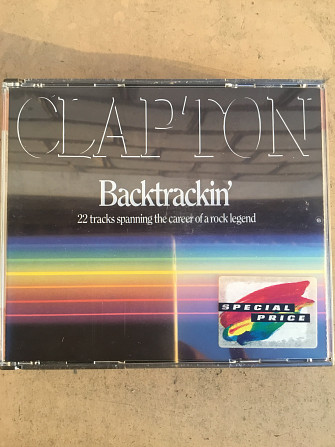 CLAPTON
Backtrackin'
22 tracks spanning the career of a rock legend
SPECIAL
PRICE